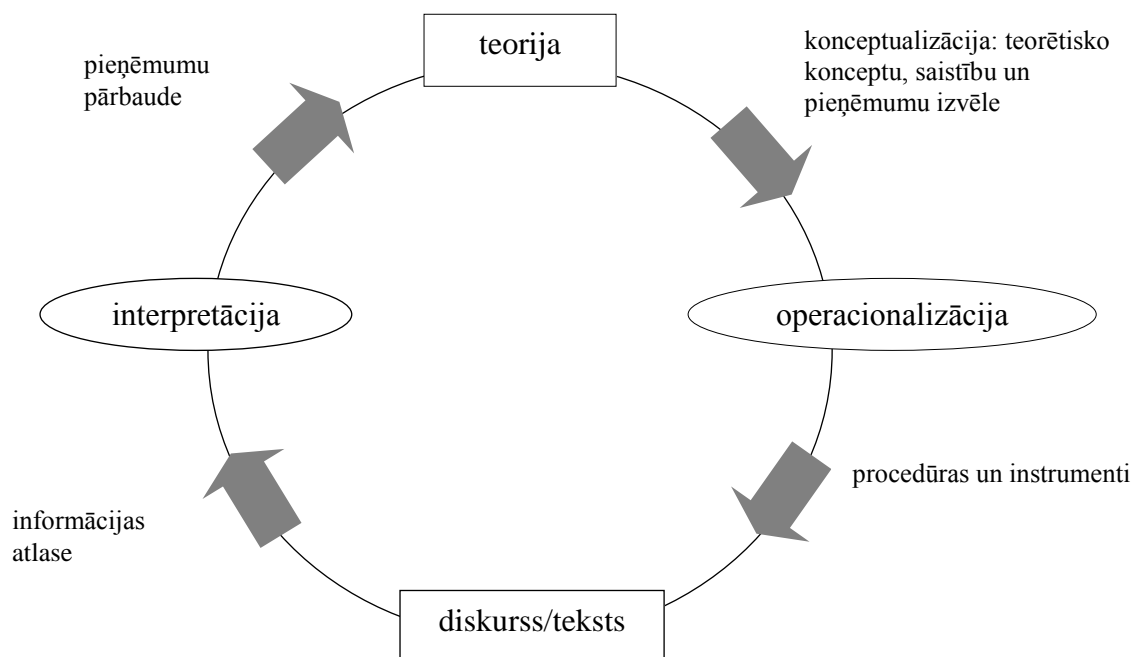 teorija
konceptualizācija: teorētisko
konceptu, saistību un
pieņēmumu izvēle
pieņēmumu
pārbaude
interpretācija
operacionalizācija
procedūras un instrumenti
informācijas
atlase
diskurss/teksts